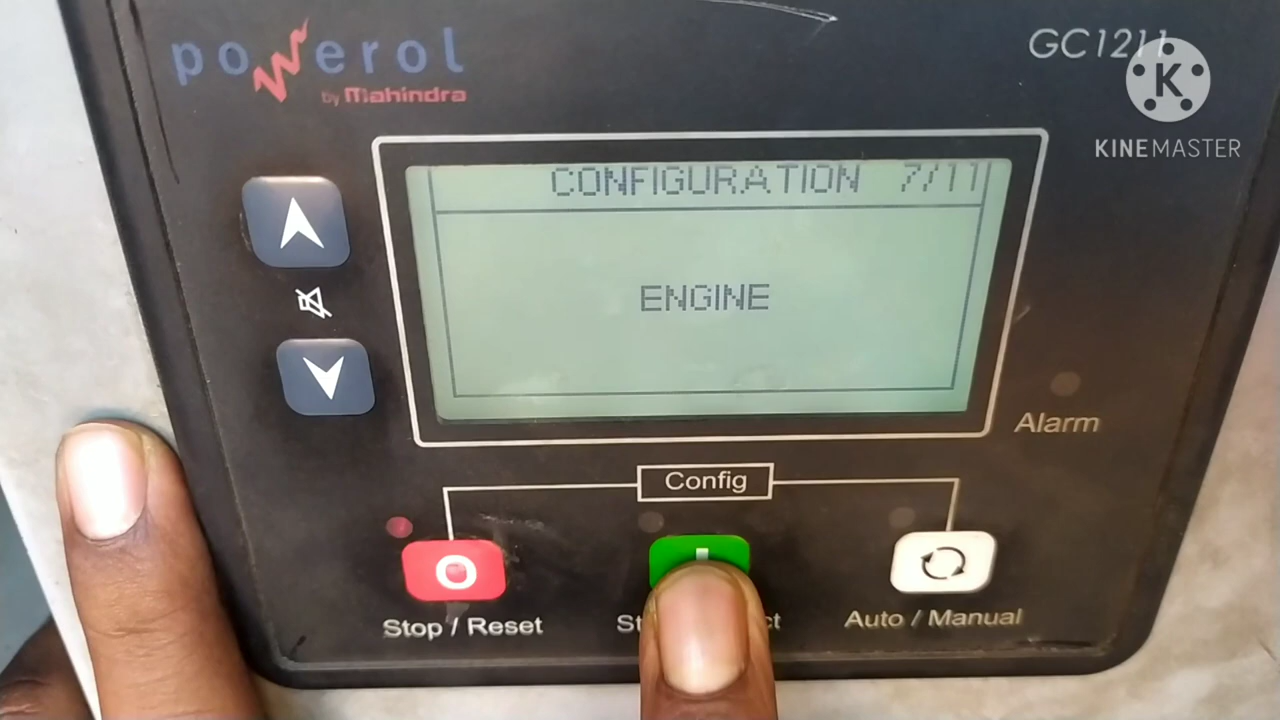 powerol
by Mahindra
GC1211
K
KINEMASTER
CONFIGURATION 7/11
ENGINE
Alarm
Config
Stop / Reset
Auto / Manual